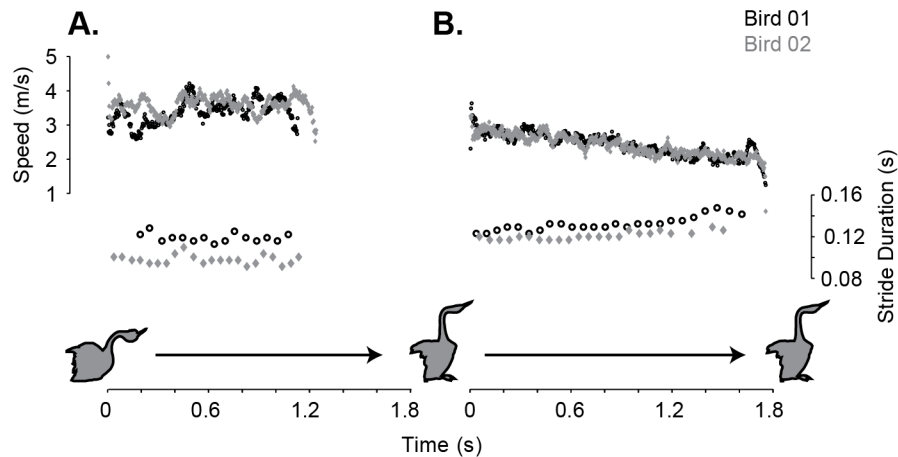 A.
B.
Bird 01
Bird 02
5
4
3
2
1
Speed (m/s)
0.16
0.12
0.08
Stride Duration (s)
0 0.6 1.2 1.8
0 0.6 1.2 1.8
Time (s)